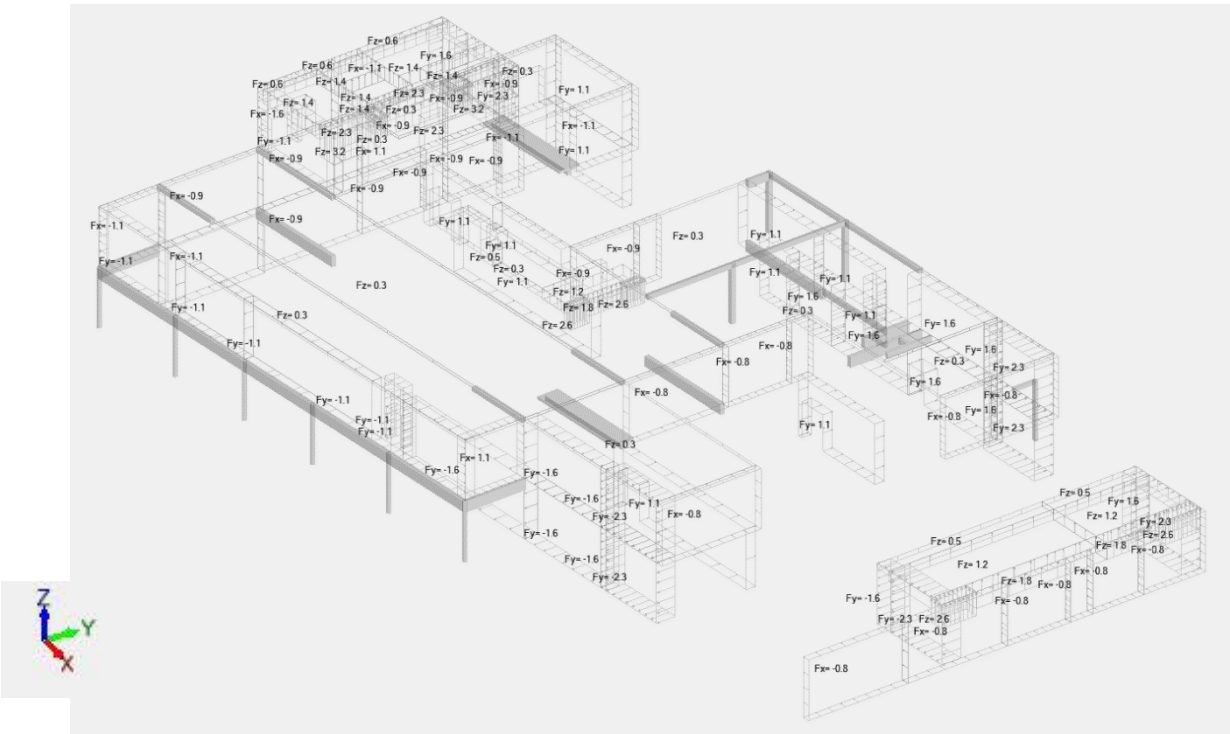 Fz= 0.6
Fy= 1.6
Fz= 0.6
Fx= -1.1
Fz= 1.4
Fz= 1.4
Fz= 0.3
Fz= 0.6
Fz= 1.4
Fx= -0.9
Fy= 1.1
Fz= 1.4
Fz= 2.3
Fx= -0.9
Fy= 2.3
Fz= 1.4
Fz= 1.4
Fz= 0.3
Fz= 3.2
Fx= -1.6
Fx= -0.9
Fx= -1.1
Fz= 2.3
Fz= 2.3
Fz= 0.3
Fx= -1.1
Fy= -1.1
Fz= 3.2
Fx= 1.1
Fy= 1.1
Fx= -0.9
Fx= -0.9
Fx= -0.9
Fx= -0.9
Fx= -0.9
Fx= -0.9
Fx= -0.9
Fy= 1.1
Fx= -1.1
Fy= 1.1
Fz= 0.3
Fy= 1.1
Fx= -0.9
Fx= -1.1
Fz= 0.5
Fy= -1.1
Fz= 0.3
Fx= -0.9
Fy= 1.1
Fy= 1.1
Fy= 1.1
Fz= 0.3
Fz= 1.2
Fy= 1.6
Fy= -1.1
Fz= 1.8
Fz= 2.6
Fz= 0.3
Fz= 0.3
Fy= 1.1
Fz= 2.6
Fy= 1.6
Fy= 1.6
Fy= -1.1
Fx= -0.8
Fy= 1.6
Fx= -0.8
Fz= 0.3
Fy= 2.3
Fy= 1.6
Fx= -0.8
Fx= -0.8
Fy= -1.1
Fy= 1.6
Fx= -0.8
Fy= -1.1
Fy= 1.1
Fy= 2.3
Fy= -1.1
Fz= 0.3
Fx= 1.1
Fy= -1.6
Fy= -1.6
Fy= -1.6
Fy= 1.1
Fx= -0.8
Fy= -2.3
Fy= -1.6
Fy= -1.6
Fy= -2.3
Fz= 0.5
Fy= 1.6
Fz= 1.2
Fy= 2.3
Fz= 2.6
Fz= 0.5
Fz= 1.8
Fx= -0.8
Fz= 1.2
Fx= -0.8
Fz= 1.8
Fx= -0.8
Fy= -1.6
Fx= -0.8
Fy= -2.3
Fz= 2.6
Fx= -0.8
Fx= -0.8
Z
Y
X